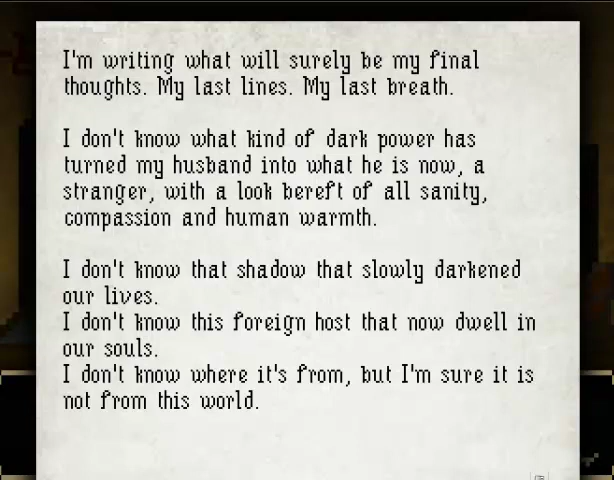 I'm writing what will surely be my final
thoughts. My last lines. My last breath.
I don't know what kind of dark power has
turned my husband into what he is now, a
stranger, with a look bereft of all sanity,
compassion and human warmth.
I don't know that shadow that slowly darkened
our lives.
I don't know this foreign host that now dwell in
our souls.
I don't know where it's from, but I'm sure it is
not from this world.